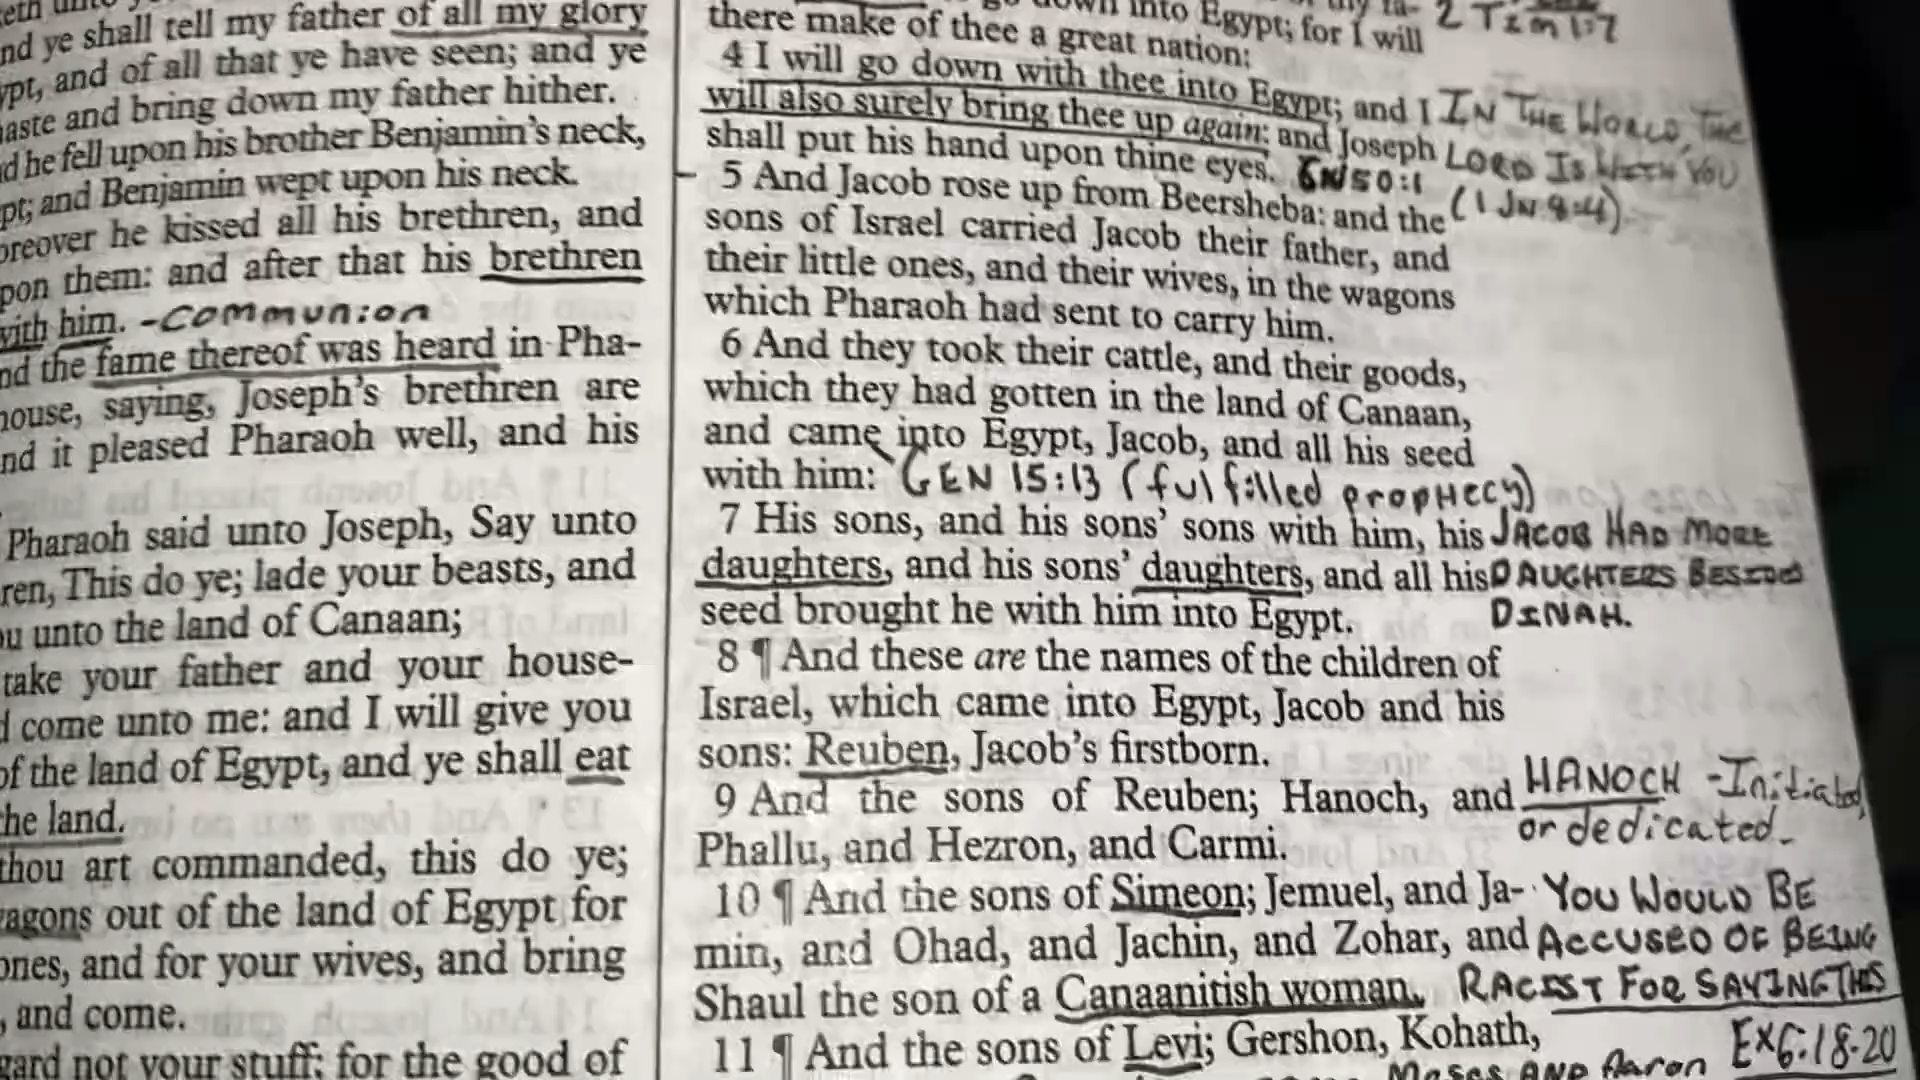 nd ye shall tell my father of all my glory
ypt, and of all that ye have seen; and ye
aste and bring down my father hither.
d he fell upon his brother Benjamin's neck,
pt; and Benjamin wept upon his neck.
oreover he kissed all his brethren, and
pon them: and after that his brethren
with him. -COMMUNION
nd the fame thereof was heard in Pha-
house, saying, Joseph's brethren are
nd it pleased Pharaoh well, and his
Pharaoh said unto Joseph, Say unto
ren, This do ye; lade your beasts, and
ou unto the land of Canaan;
take your father and your house-
d come unto me: and I will give you
of the land of Egypt, and ye shall eat
the land.
thou art commanded, this do ye;
agons out of the land of Egypt for
ones, and for your wives, and bring
, and come.
gard not your stuff; for the good of
go down into Egypt; for I will
2 TIM 1:7
there make of thee a great nation:
4 I will go down with thee into Egypt; and I
will also surely bring thee up again: and Joseph
shall put his hand upon thine eyes. GN 50:1
IN THE WORLD, THE
LORD IS WITH YOU
5 And Jacob rose up from Beersheba: and the
sons of Israel carried Jacob their father, and
their little ones, and their wives, in the wagons
which Pharaoh had sent to carry him.
6 And they took their cattle, and their goods,
which they had gotten in the land of Canaan,
and came into Egypt, Jacob, and all his seed
with him: GEN 15:13 (fulfilled PROPHECY)
7 His sons, and his sons' sons with him, his
daughters, and his sons' daughters, and all his
seed brought he with him into Egypt.
JACOB HAD MORE
DAUGHTERS BESIDES
DINAH.
8 ¶ And these are the names of the children of
Israel, which came into Egypt, Jacob and his
sons: Reuben, Jacob's firstborn.
9 And the sons of Reuben; Hanoch, and
Phallu, and Hezron, and Carmi.
HANOCH -Initiated
or dedicated.
10 ¶ And the sons of Simeon; Jemuel, and Ja-
min, and Ohad, and Jachin, and Zohar, and
Shaul the son of a Canaanitish woman.
YOU WOULD BE
ACCUSED OF BEING
RACIST FOR SAYING THIS
11 ¶ And the sons of Levi; Gershon, Kohath,
EX 6:18-20
Moses AND Aaron